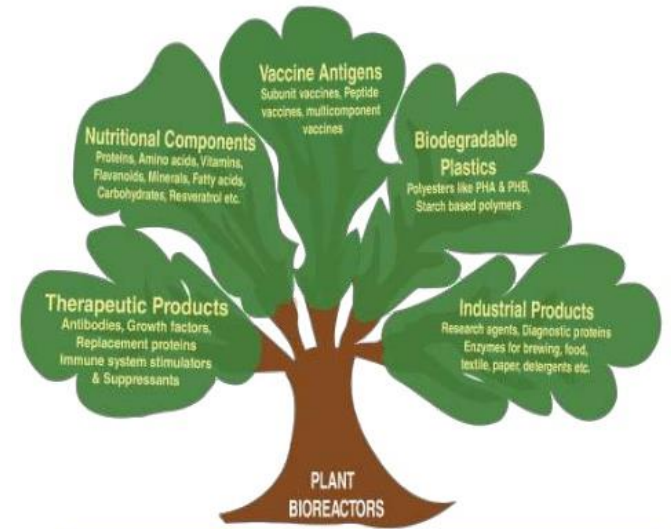 Vaccine Antigens
Subunit vaccines, Peptide
vaccines, multicomponent
vaccines
Nutritional Components
Proteins, Amino acids, Vitamins,
Flavanoids, Minerals, Fatty acids,
Carbohydrates, Resveratrol etc.
Biodegradable
Plastics
Polyesters like PHA & PHB,
Starch based polymers
Therapeutic Products
Antibodies, Growth factors,
Replacement proteins
Immune system stimulators
& Suppressants
Industrial Products
Research agents, Diagnostic proteins
Enzymes for brewing, food,
textile, paper, detergents etc.
PLANT
BIOREACTORS